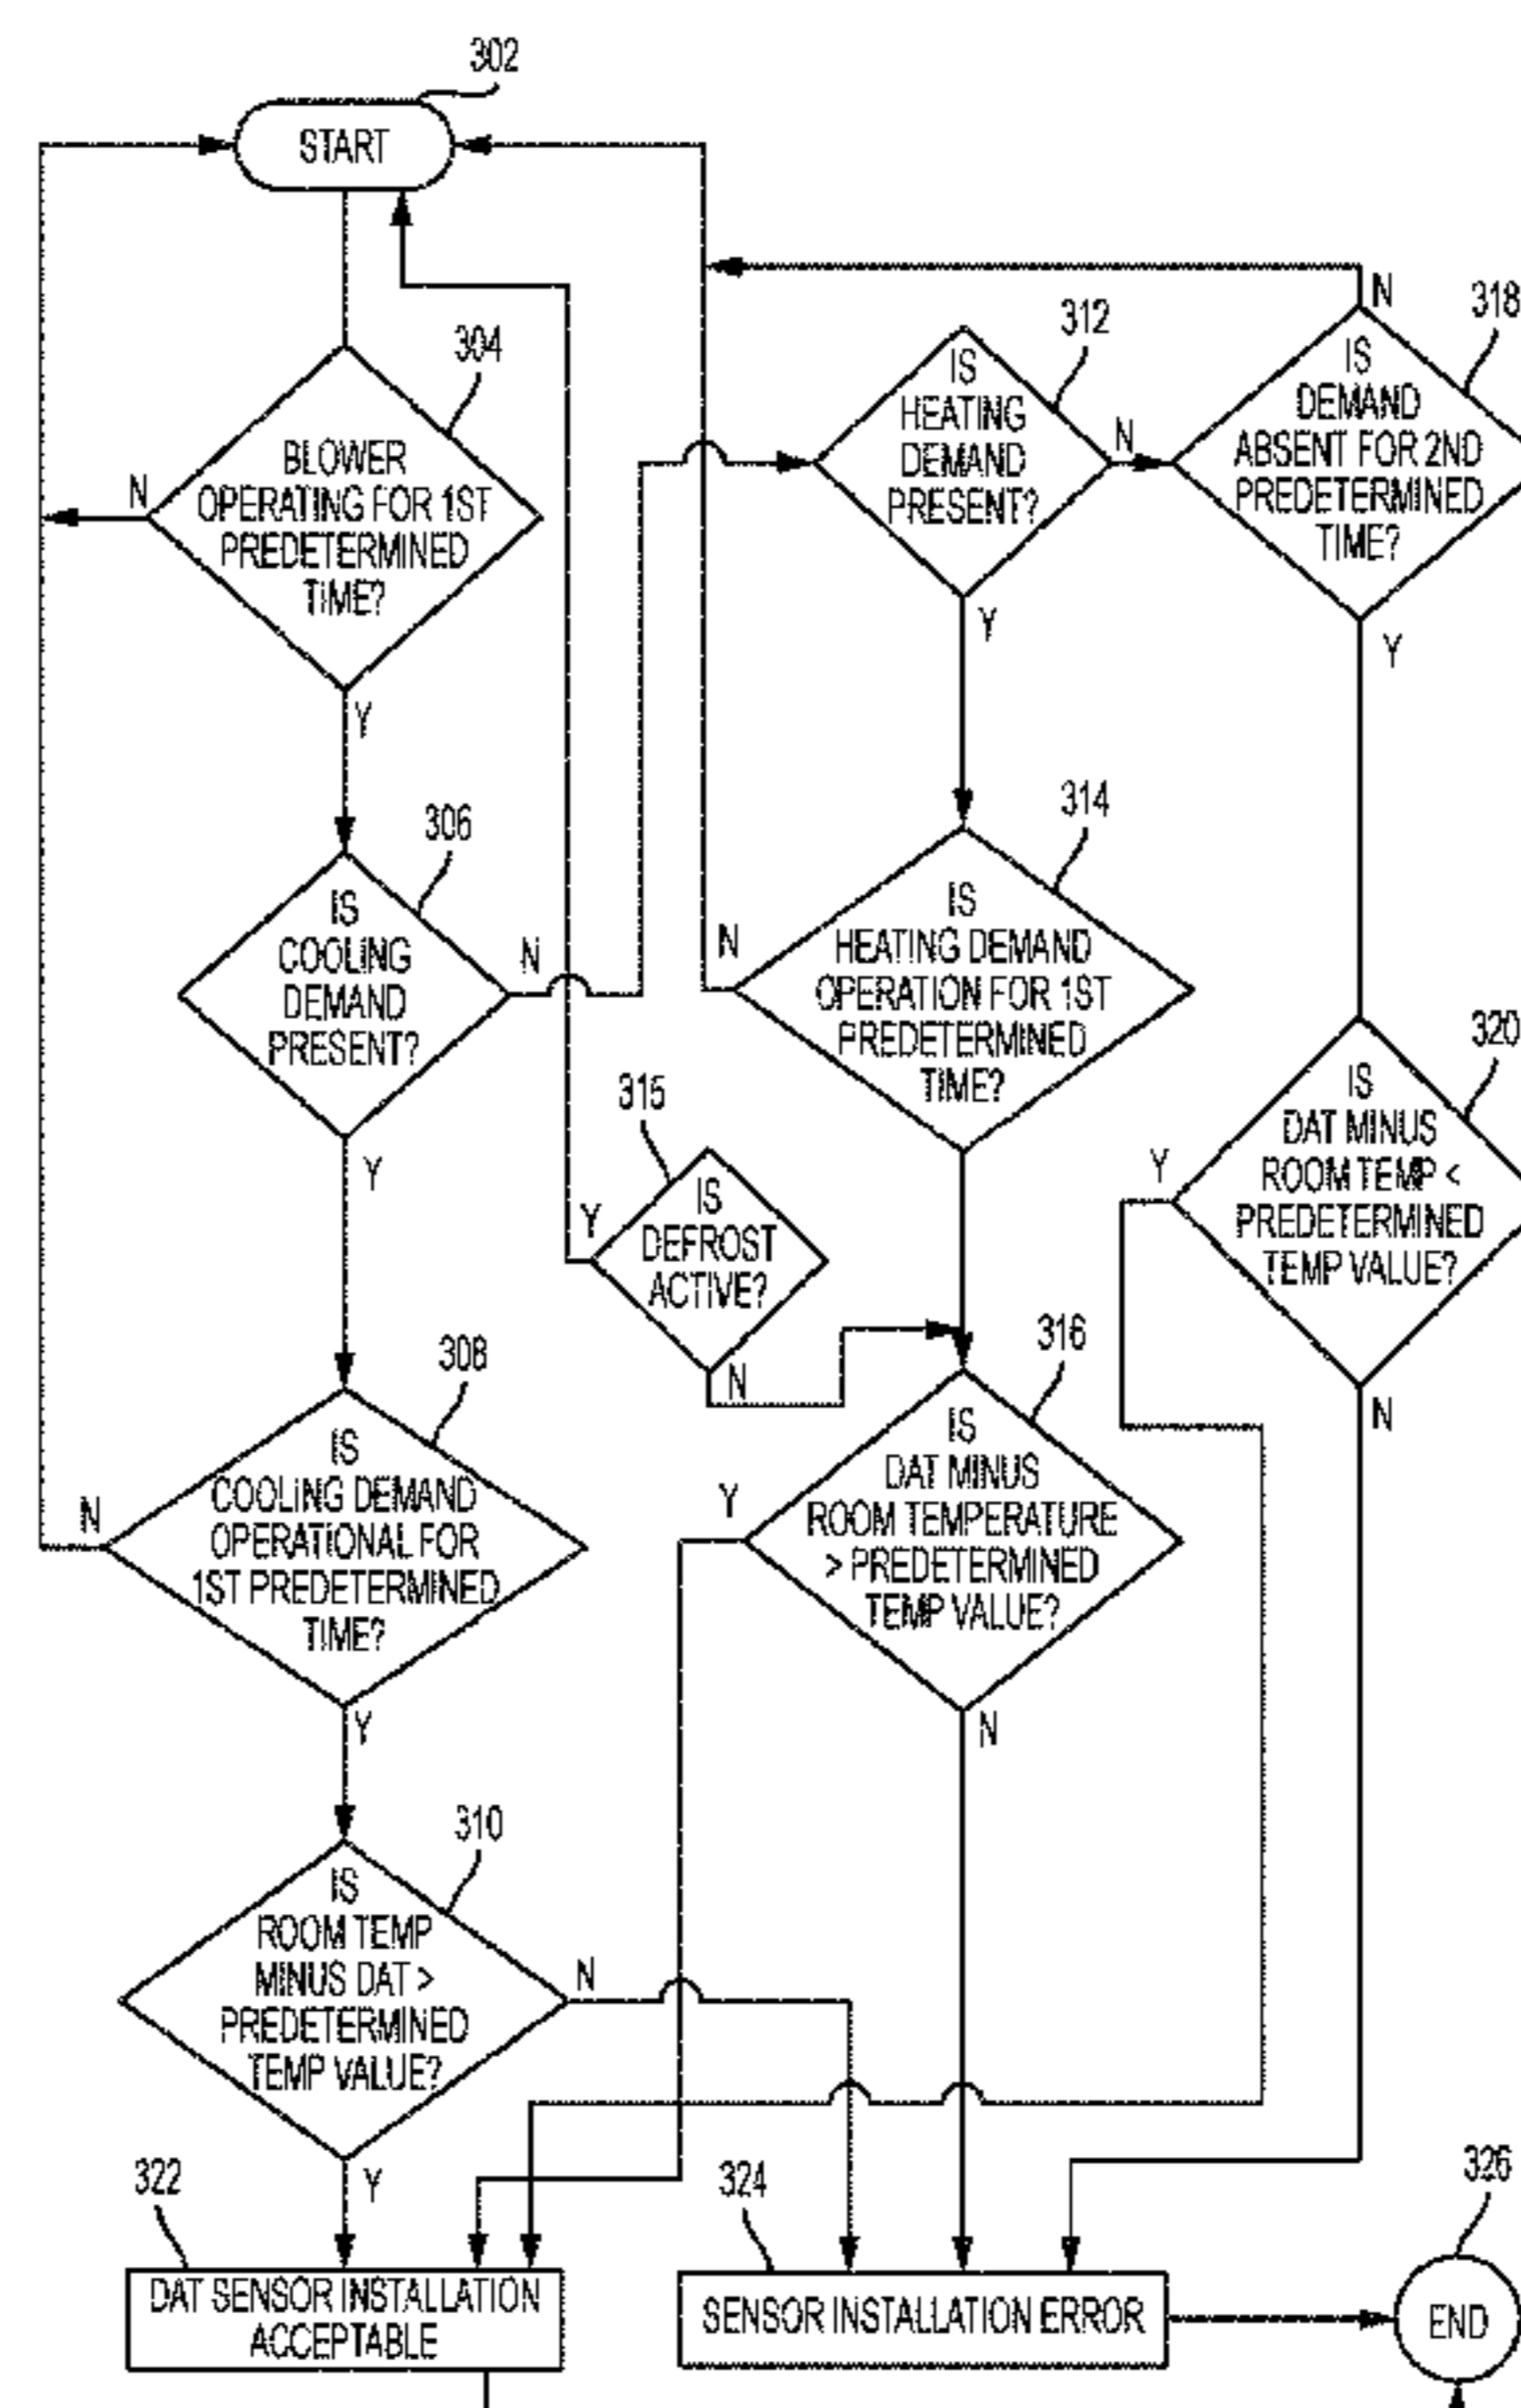 302
START
304
BLOWER
OPERATING FOR 1ST
PREDETERMINED
TIME?
N
Y
306
IS
COOLING
DEMAND
PRESENT?
N
Y
308
IS
COOLING DEMAND
OPERATIONAL FOR
1ST PREDETERMINED
TIME?
N
Y
310
IS
ROOM TEMP
MINUS DAT >
PREDETERMINED
TEMP VALUE?
N
Y
312
IS
HEATING
DEMAND
PRESENT?
N
Y
314
IS
HEATING DEMAND
OPERATION FOR 1ST
PREDETERMINED
TIME?
N
315
IS
DEFROST
ACTIVE?
Y
N
316
IS
DAT MINUS
ROOM TEMPERATURE
> PREDETERMINED
TEMP VALUE?
Y
N
318
IS
DEMAND
ABSENT FOR 2ND
PREDETERMINED
TIME?
N
Y
320
IS
DAT MINUS
ROOM TEMP <
PREDETERMINED
TEMP VALUE?
Y
N
322
DAT SENSOR INSTALLATION
ACCEPTABLE
324
SENSOR INSTALLATION ERROR
326
END